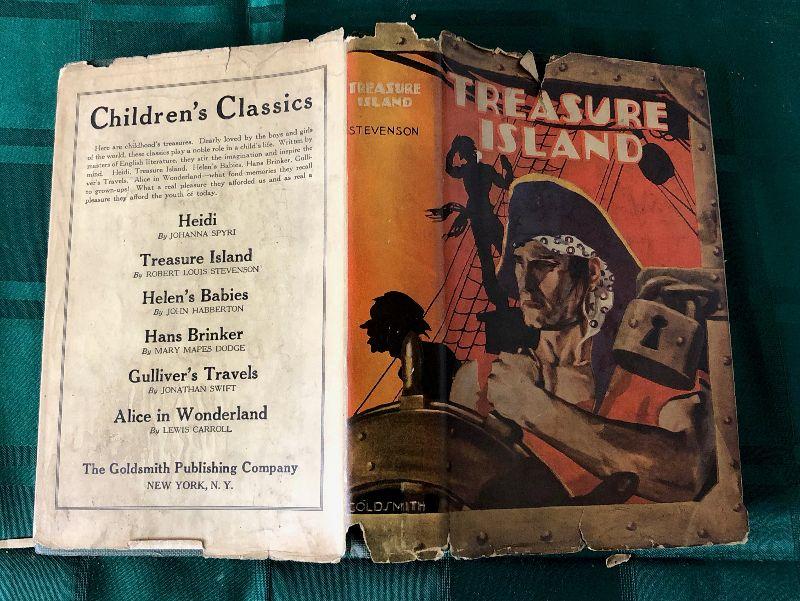 Children's Classics
Here are childhood's treasures. Dearly loved by the boys and girls
of the world, these classics play a noble role in a child's life. Written by
masters of English literature, they stir the imagination and inspire the
mind. Heidi, Treasure Island, Helen's Babies, Hans Brinker, Gulli-
ver's Travels, Alice in Wonderland—what fond memories they recall
to grown-ups! What a real pleasure they afforded us and as real a
pleasure they afford the youth of today.
Heidi
By JOHANNA SPYRI
Treasure Island
By ROBERT LOUIS STEVENSON
Helen's Babies
By JOHN HABBERTON
Hans Brinker
By MARY MAPES DODGE
Gulliver's Travels
By JONATHAN SWIFT
Alice in Wonderland
By LEWIS CARROLL
The Goldsmith Publishing Company
NEW YORK, N. Y.
TREASURE
ISLAND
STEVENSON
GOLDSMITH
TREASURE
ISLAND